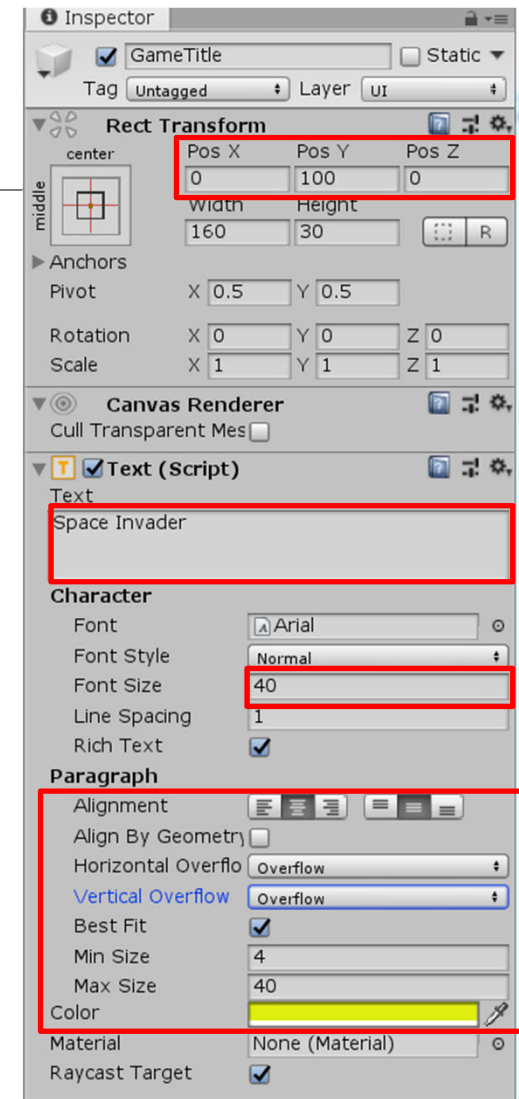 Inspector
GameTitle Static
Tag Untagged Layer UI
Rect Transform
center Pos X Pos Y Pos Z
middle 0 100 0
Width Height
160 30 R
Anchors
Pivot X 0.5 Y 0.5
Rotation X 0 Y 0 Z 0
Scale X 1 Y 1 Z 1
Canvas Renderer
Cull Transparent Mes
T Text (Script)
Text
Space Invader
Character
Font Arial
Font Style Normal
Font Size 40
Line Spacing 1
Rich Text
Paragraph
Alignment
Align By Geometry
Horizontal Overflo Overflow
Vertical Overflow Overflow
Best Fit
Min Size 4
Max Size 40
Color
Material None (Material)
Raycast Target